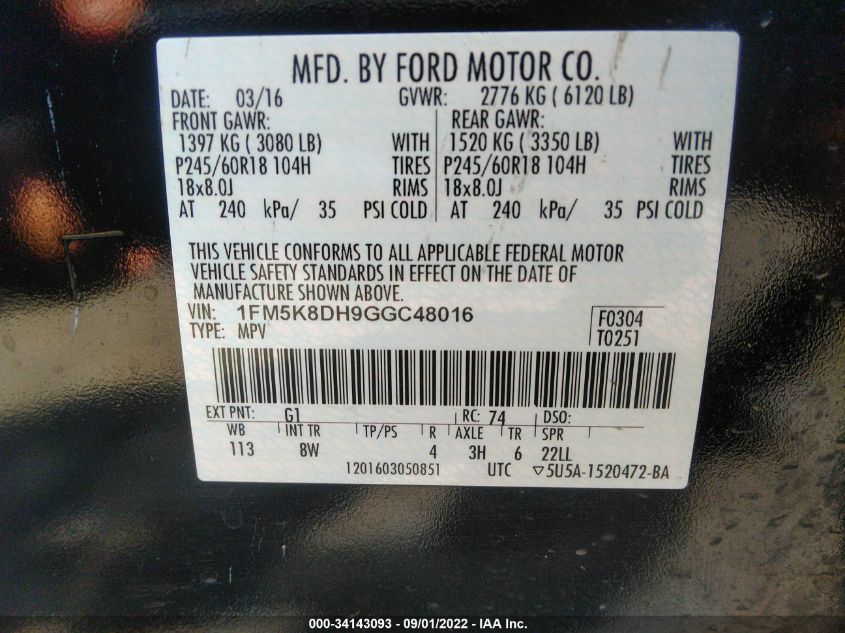 MFD. BY FORD MOTOR CO.
DATE: 03/16 GVWR: 2776 KG ( 6120 LB)
FRONT GAWR: REAR GAWR:
1397 KG ( 3080 LB) WITH 1520 KG ( 3350 LB) WITH
P245/60R18 104H TIRES P245/60R18 104H TIRES
18x8.0J RIMS 18x8.0J RIMS
AT 240 kPa/ 35 PSI COLD AT 240 kPa/ 35 PSI COLD
THIS VEHICLE CONFORMS TO ALL APPLICABLE FEDERAL MOTOR
VEHICLE SAFETY STANDARDS IN EFFECT ON THE DATE OF
MANUFACTURE SHOWN ABOVE.
VIN: 1FM5K8DH9GGC48016 F0304
TYPE: MPV T0251
EXT PNT: G1 RC: 74 DSO:
WB INT TR TP/PS R AXLE TR SPR
113 8W 4 3H 6 22LL
1201603050851 UTC ▽5U5A-1520472-BA
000-34143093 - 09/01/2022 - IAA Inc.